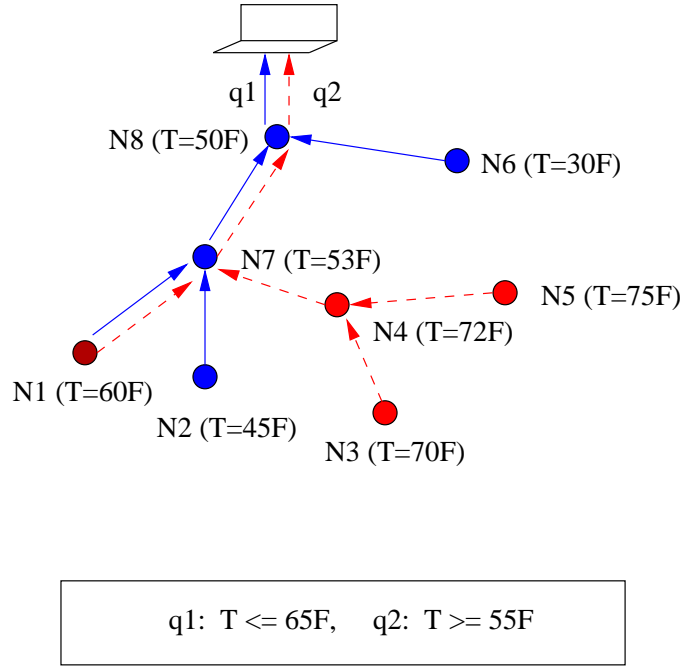 q1 q2
N8 (T=50F)
N6 (T=30F)
N7 (T=53F)
N5 (T=75F)
N4 (T=72F)
N1 (T=60F)
N2 (T=45F)
N3 (T=70F)
q1: T <= 65F, q2: T >= 55F